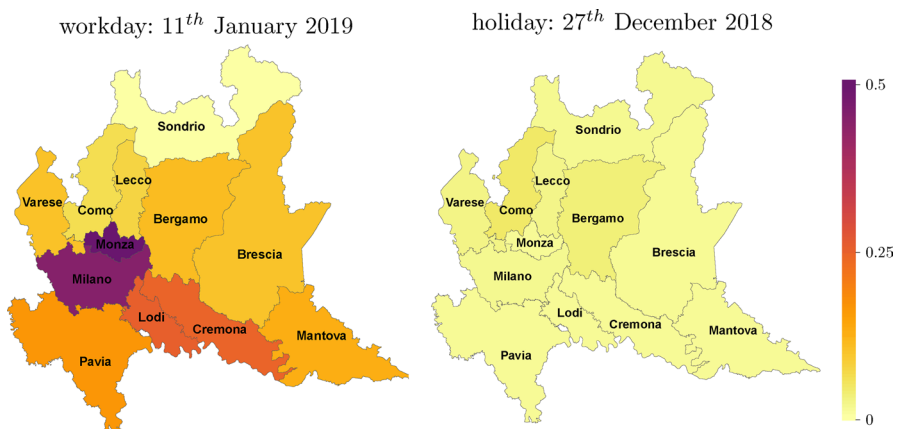 workday: 11th January 2019
holiday: 27th December 2018
Sondrio
Lecco
Varese
Como
Bergamo
Monza
Brescia
Milano
Lodi
Cremona
Mantova
Pavia
Sondrio
Lecco
Varese
Como
Bergamo
Monza
Brescia
Milano
Lodi
Cremona
Mantova
Pavia
0.5
0.25
0